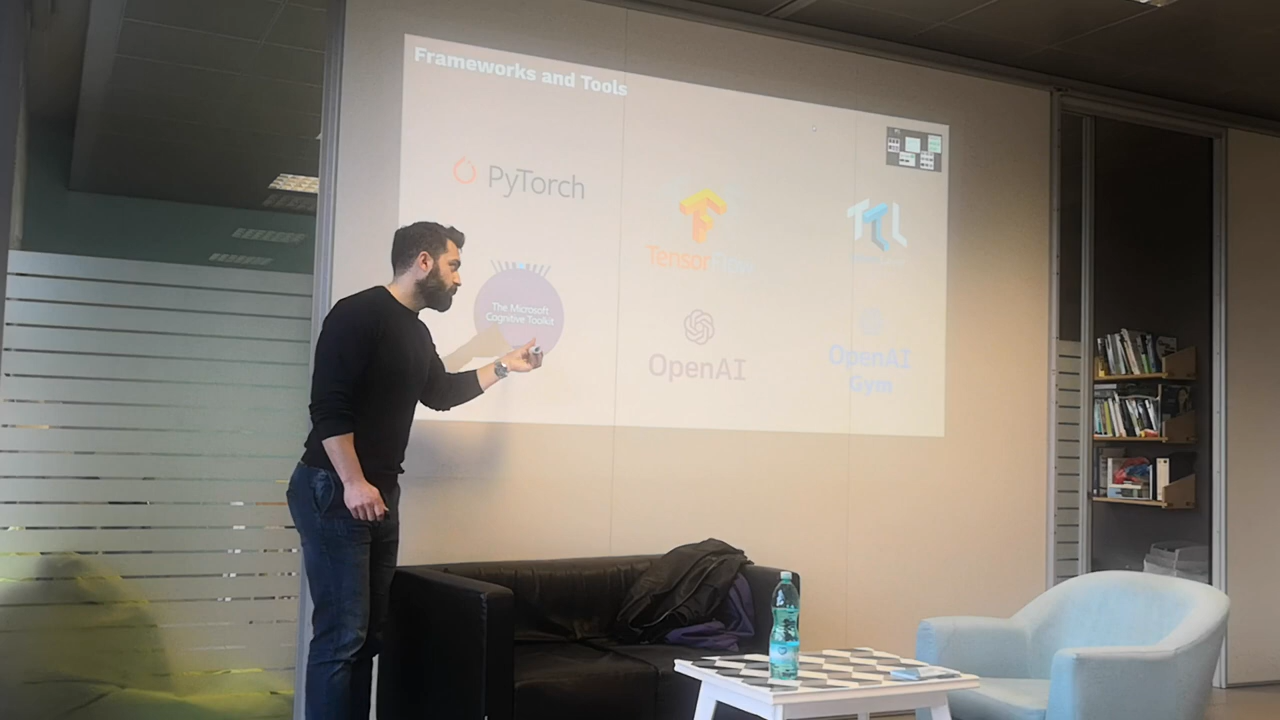 Frameworks and Tools
PyTorch
TensorFlow
The Microsoft
Cognitive Toolkit
OpenAI
OpenAI
Gym